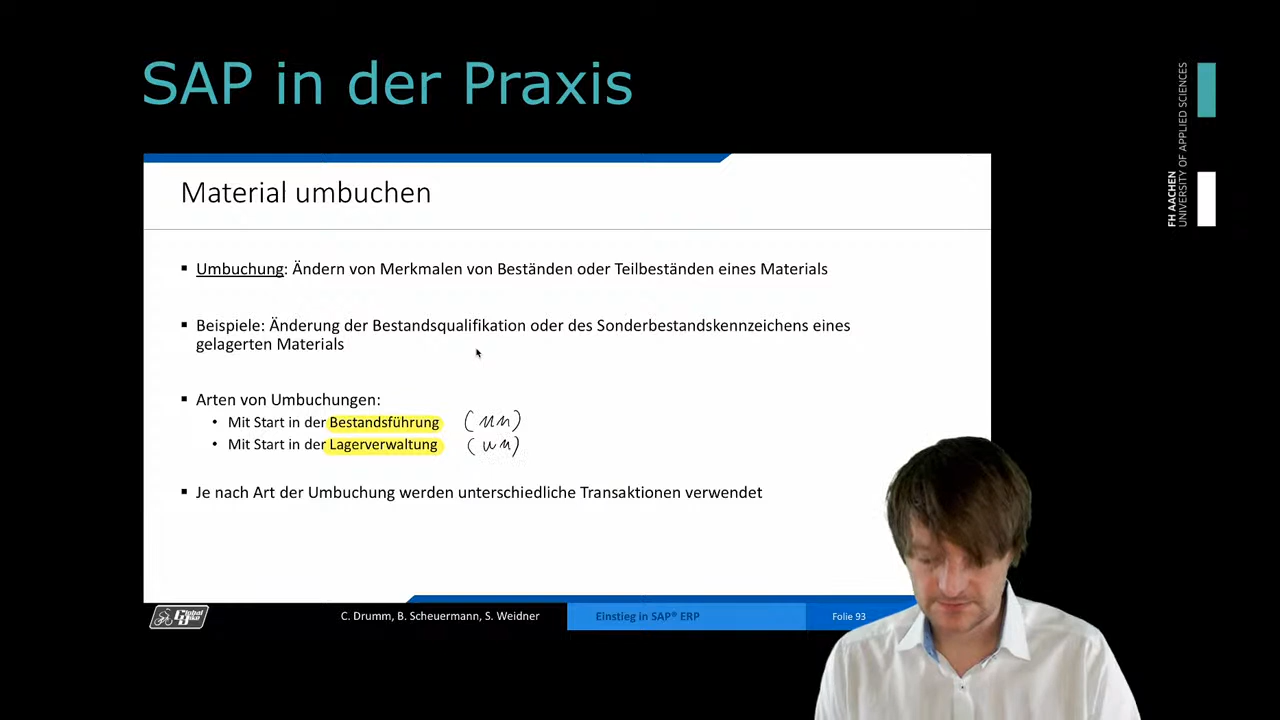 SAP in der Praxis
FH AACHEN
UNIVERSITY OF APPLIED SCIENCES
Material umbuchen
▪ Umbuchung: Ändern von Merkmalen von Beständen oder Teilbeständen eines Materials
▪ Beispiele: Änderung der Bestandsqualifikation oder des Sonderbestandskennzeichens eines
gelagerten Materials
▪ Arten von Umbuchungen:
• Mit Start in der Bestandsführung (MM)
• Mit Start in der Lagerverwaltung (WM)
▪ Je nach Art der Umbuchung werden unterschiedliche Transaktionen verwendet
Global
Bike
C. Drumm, B. Scheuermann, S. Weidner
Einstieg in SAP® ERP
Folie 93